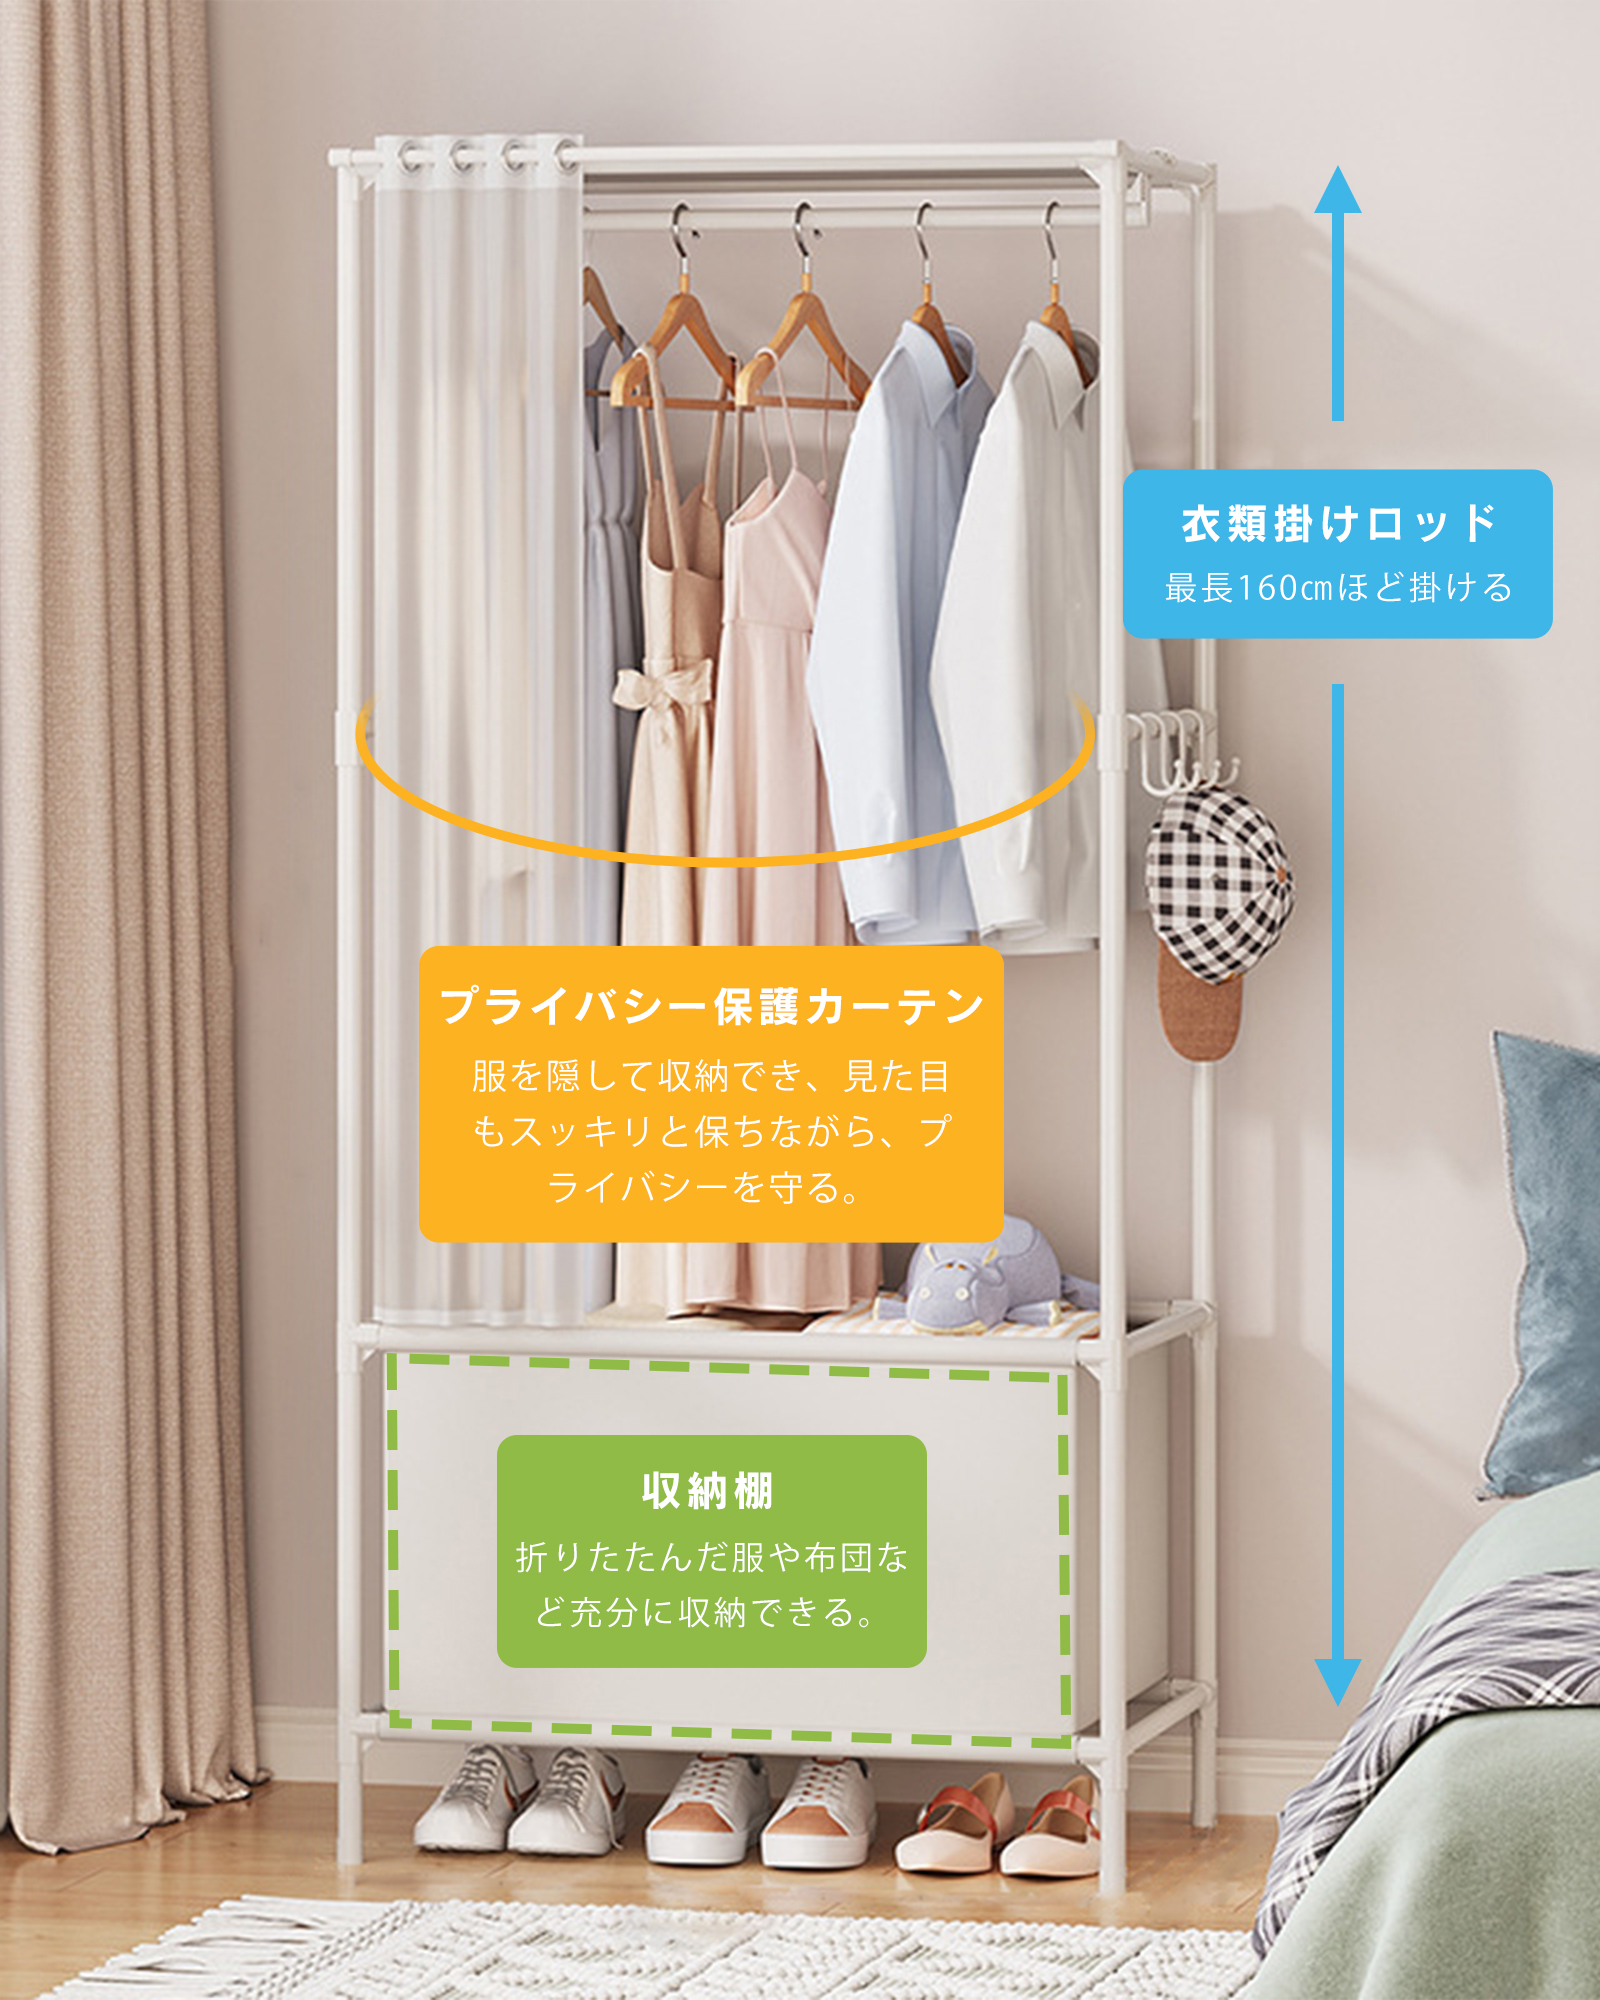 衣類掛けロッド
最長160㎝ほど掛ける
プライバシー保護カーテン
服を隠して収納でき、見た目
もスッキリと保ちながら、プ
ライバシーを守る。
収納棚
折りたたんだ服や布団な
ど充分に収納できる。